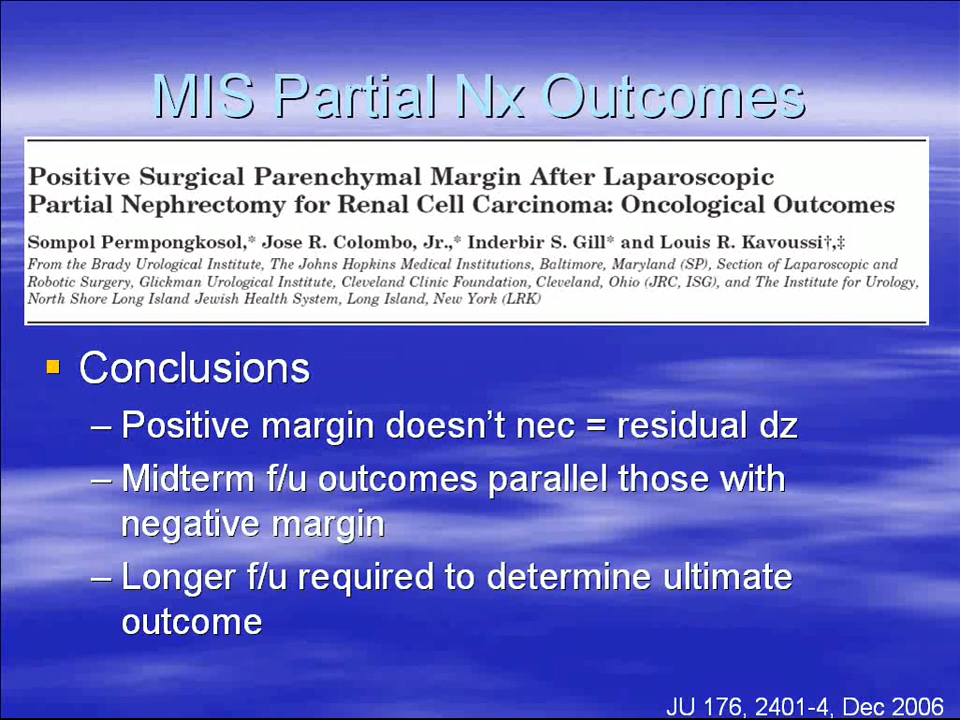 MIS Partial Nx Outcomes
Positive Surgical Parenchymal Margin After Laparoscopic
Partial Nephrectomy for Renal Cell Carcinoma: Oncological Outcomes
Sompol Permpongkosol,* Jose R. Colombo, Jr.,* Inderbir S. Gill* and Louis R. Kavoussi†,‡
From the Brady Urological Institute, The Johns Hopkins Medical Institutions, Baltimore, Maryland (SP), Section of Laparoscopic and
Robotic Surgery, Glickman Urological Institute, Cleveland Clinic Foundation, Cleveland, Ohio (JRC, ISG), and The Institute for Urology,
North Shore Long Island Jewish Health System, Long Island, New York (LRK)
Conclusions
– Positive margin doesn't nec = residual dz
– Midterm f/u outcomes parallel those with
negative margin
– Longer f/u required to determine ultimate
outcome
JU 176, 2401-4, Dec 2006